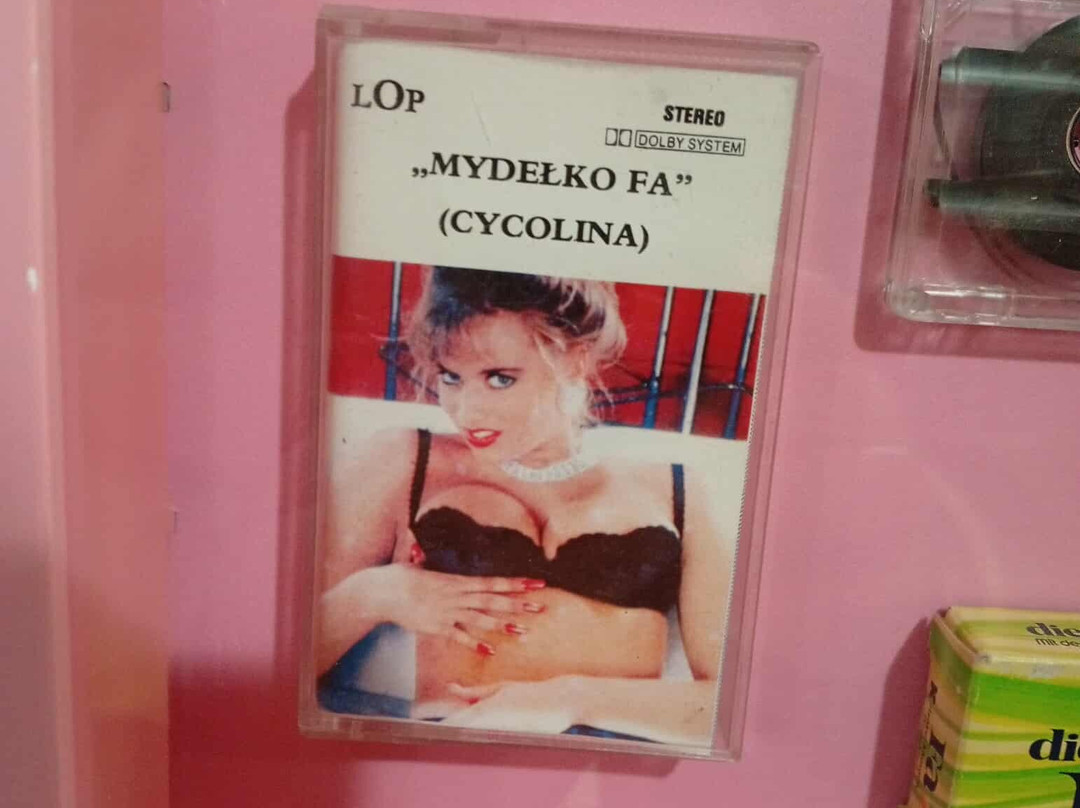 LOP
STEREO
DOLBY SYSTEM
„MYDEŁKO FA”
(CYCOLINA)